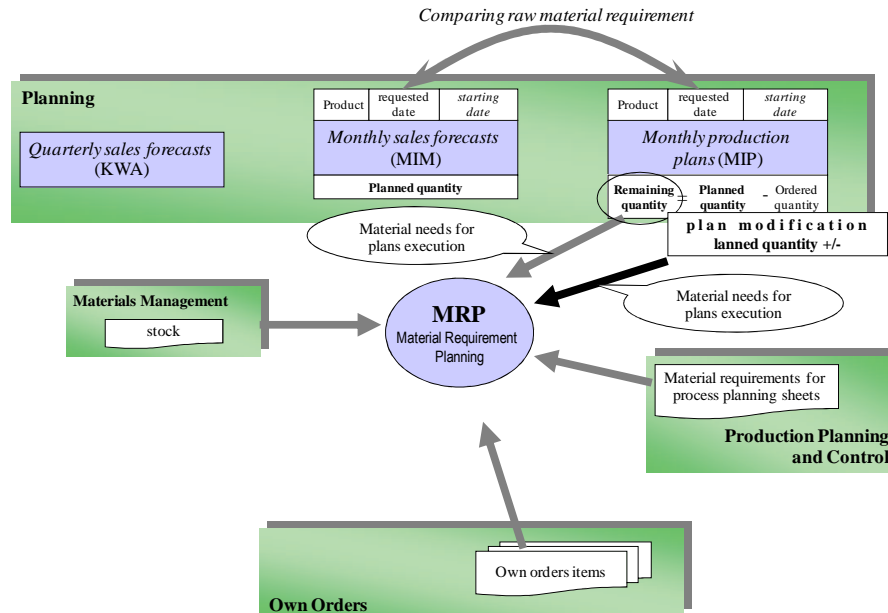 Comparing raw material requirement
Planning
Product
requested
date
starting
date
Monthly sales forecasts
(MIM)
Planned quantity
Product
requested
date
starting
date
Monthly production
plans (MIP)
Remaining
quantity
=
Planned
quantity
-
Ordered
quantity
Quarterly sales forecasts
(KWA)
plan modification
lanned quantity +/-
Material needs for
plans execution
Material needs for
plans execution
Materials Management
stock
MRP
Material Requirement
Planning
Material requirements for
process planning sheets
Production Planning
and Control
Own orders items
Own Orders